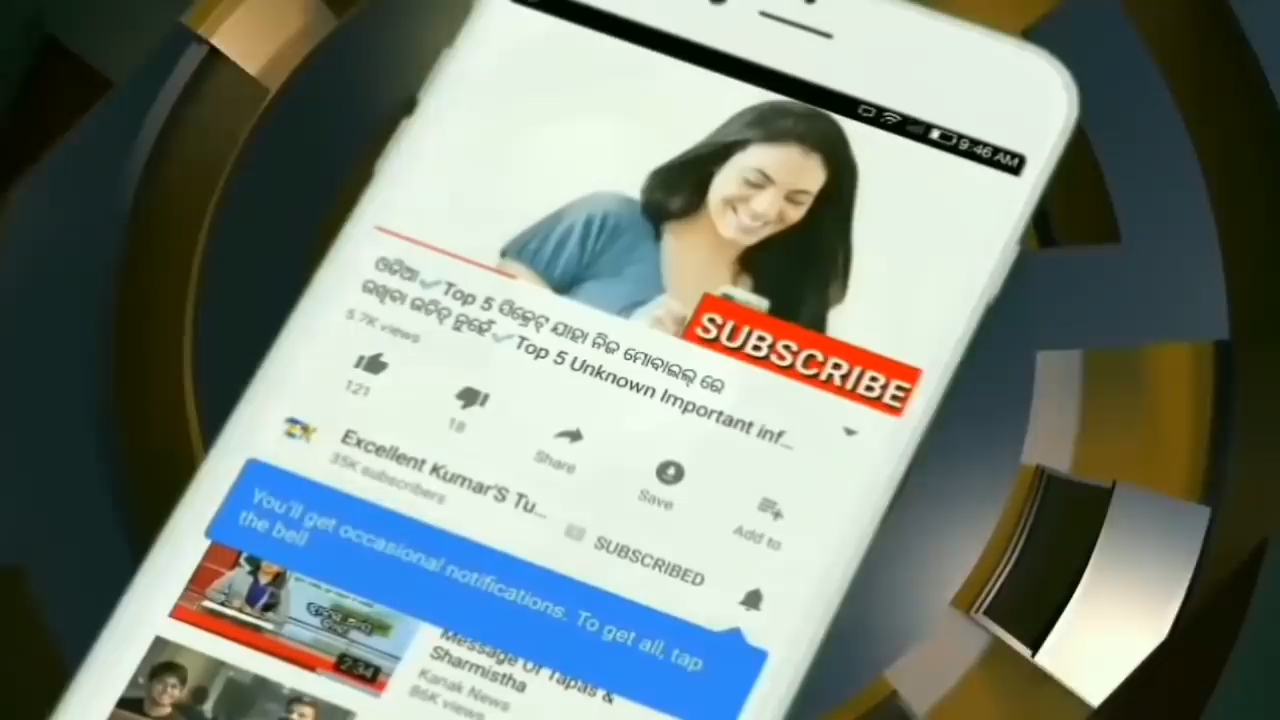 9:46 AM
ଓଡିଆ ✓Top 5 ସିକ୍ରେଟ୍ ଯାହା ନିଜ ମୋବାଇଲ୍ ରେ
ରଖିବା ଉଚିତ୍ ନୁହେଁ ✓Top 5 Unknown Important inf...
SUBSCRIBE
5.7K views
121
18
Share
Save
Add to
Excellent Kumar'S Tu...
35K subscribers
SUBSCRIBED
You'll get occasional notifications. To get all, tap
the bell
2:34
Message Of Tapas &
Sharmistha
Kanak News
86K views